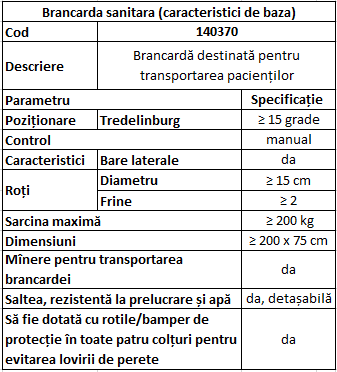 Brancarda sanitara (caracteristici de baza)
Cod 140370
Descriere Brancardă destinată pentru
transportarea pacienților
Parametru Specificație
Poziționare Tredelinburg ≥ 15 grade
Control manual
Caracteristici Bare laterale da
Roți Diametru ≥ 15 cm
Frine ≥ 2
Sarcina maximă ≥ 200 kg
Dimensiuni ≥ 200 x 75 cm
Mînere pentru transportarea
brancardei da
Saltea, rezistentă la prelucrare și apă da, detașabilă
Să fie dotată cu rotile/bamper de
protecție în toate patru colțuri pentru da
evitarea lovirii de perete